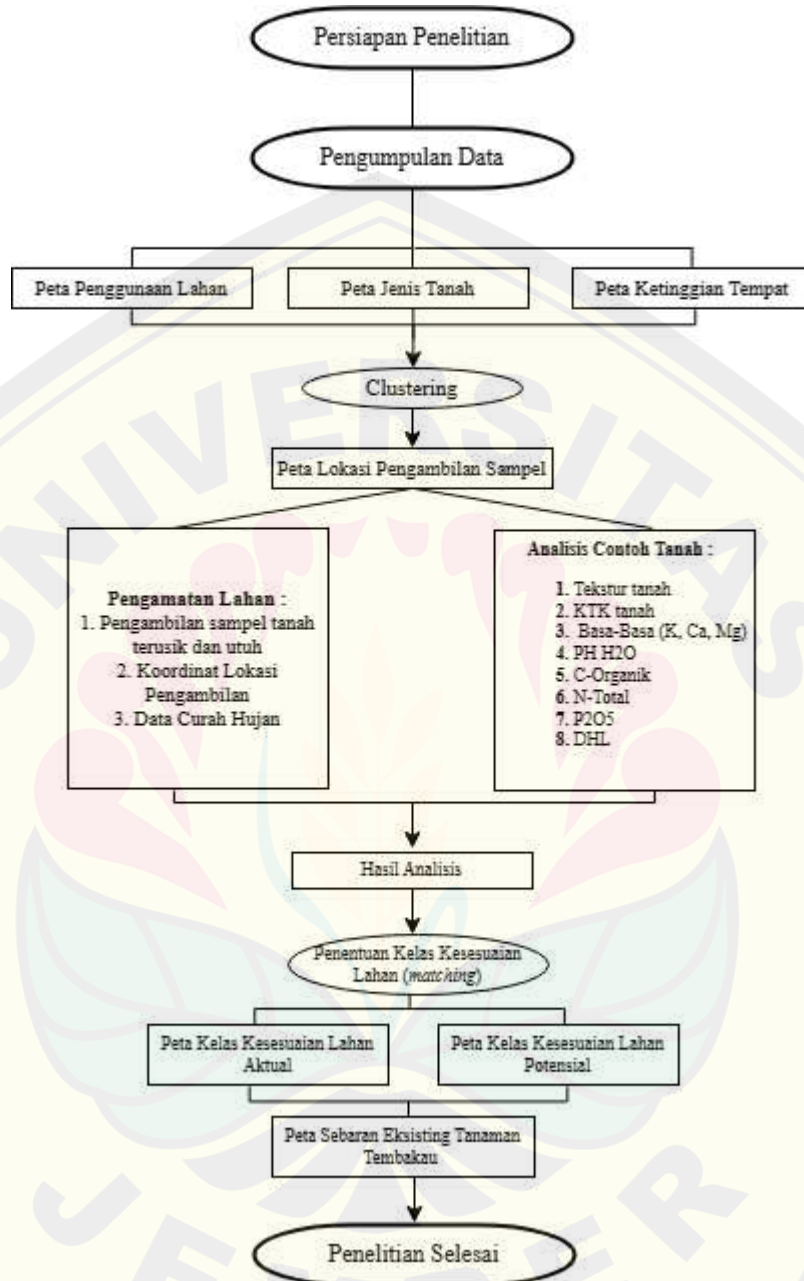 Persiapan Penelitian
Pengumpulan Data
Peta Penggunaan Lahan
Peta Jenis Tanah
Peta Ketinggian Tempat
Clustering
Peta Lokasi Pengambilan Sampel
Pengamatan Lahan :
1. Pengambilan sampel tanah
terusik dan utuh
2. Koordinat Lokasi
Pengambilan
3. Data Curah Hujan
Analisis Contoh Tanah :
1. Tekstur tanah
2. KTK tanah
3. Basa-Basa (K, Ca, Mg)
4. PH H2O
5. C-Organik
6. N-Total
7. P2O5
8. DHL
Hasil Analisis
Penentuan Kelas Kesesuaian
Lahan (matching)
Peta Kelas Kesesuaian Lahan
Aktual
Peta Kelas Kesesuaian Lahan
Potensial
Peta Sebaran Eksisting Tanaman
Tembakau
Penelitian Selesai
UNIVERSITAS
JEMBER